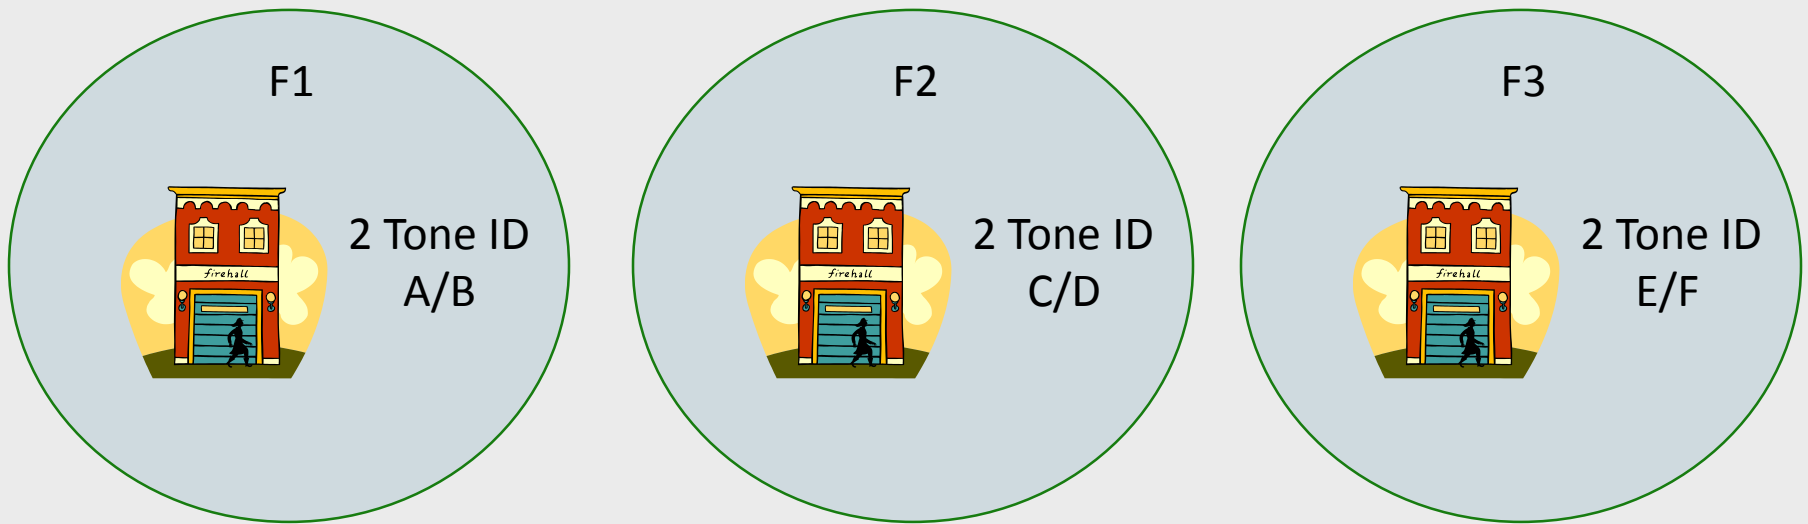 F1
firehall
2 Tone ID
A/B
F2
firehall
2 Tone ID
C/D
F3
firehall
2 Tone ID
E/F